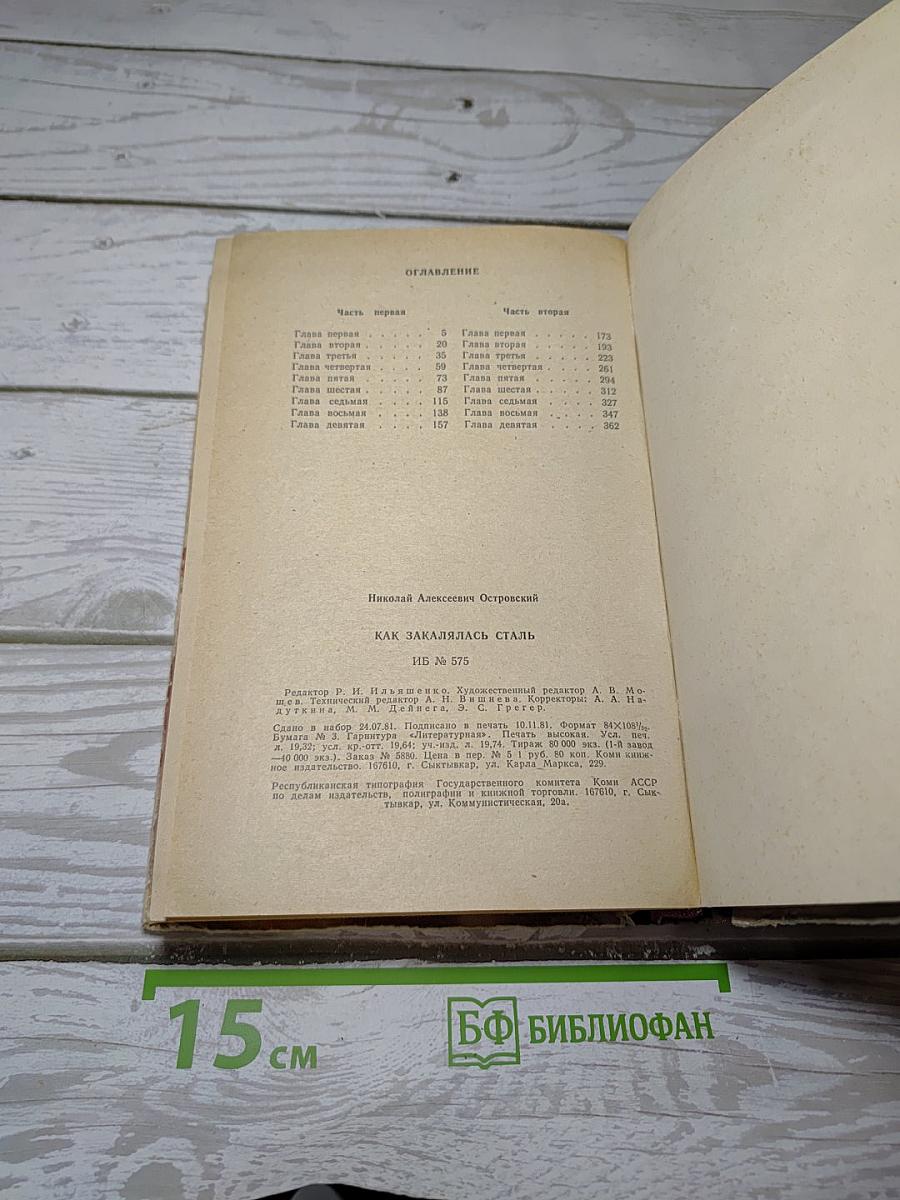 ОГЛАВЛЕНИЕ
Часть первая
Глава первая . . . . . . 5
Глава вторая . . . . . . 20
Глава третья . . . . . . 35
Глава четвертая . . . . . 59
Глава пятая . . . . . . 73
Глава шестая . . . . . . 87
Глава седьмая . . . . . 115
Глава восьмая . . . . . 138
Глава девятая . . . . . 157
Часть вторая
Глава первая . . . . . . 173
Глава вторая . . . . . . 193
Глава третья . . . . . . 223
Глава четвертая . . . . . 261
Глава пятая . . . . . . 294
Глава шестая . . . . . . 312
Глава седьмая . . . . . 327
Глава восьмая . . . . . 347
Глава девятая . . . . . 362
Николай Алексеевич Островский
КАК ЗАКАЛЯЛАСЬ СТАЛЬ
ИБ № 575
Редактор Р. И. Ильяшенко. Художественный редактор А. В. Мо-
щев. Технический редактор А. Н. Вишнева. Корректоры: А. А. На-
дуткина, М. М. Дейнега, Э. С. Грегер.
Сдано в набор 24.07.81. Подписано в печать 10.11.81. Формат 84×108¹/₃₂.
Бумага № 3. Гарнитура «Литературная». Печать высокая. Усл. печ.
л. 19,32; усл. кр.-отт. 19,64; уч.-изд. л. 19,74. Тираж 80 000 экз. (1-й завод
—40 000 экз.). Заказ № 5880. Цена в пер. № 5 1 руб. 80 коп. Коми книж-
ное издательство. 167610, г. Сыктывкар, ул. Карла Маркса, 229.
Республиканская типография Государственного комитета Коми АССР
по делам издательств, полиграфии и книжной торговли. 167610, г. Сык-
тывкар, ул. Коммунистическая, 20а.
15 см
БФ БИБЛИОФАН